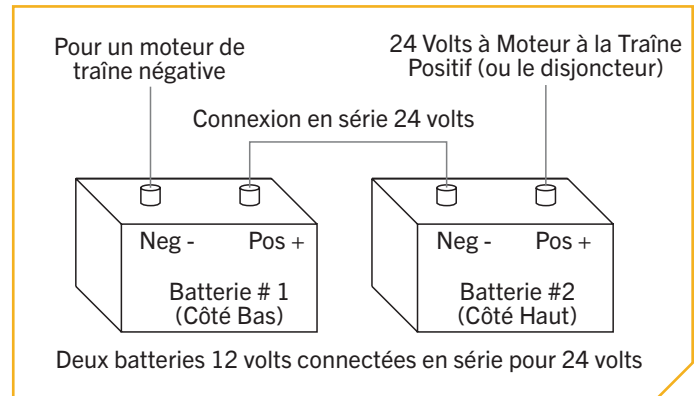 Pour un moteur de
traîne négative
24 Volts à Moteur à la Traîne
Positif (ou le disjoncteur)
Connexion en série 24 volts
Neg - Pos +
Batterie # 1
(Côté Bas)
Neg - Pos +
Batterie #2
(Côté Haut)
Deux batteries 12 volts connectées en série pour 24 volts